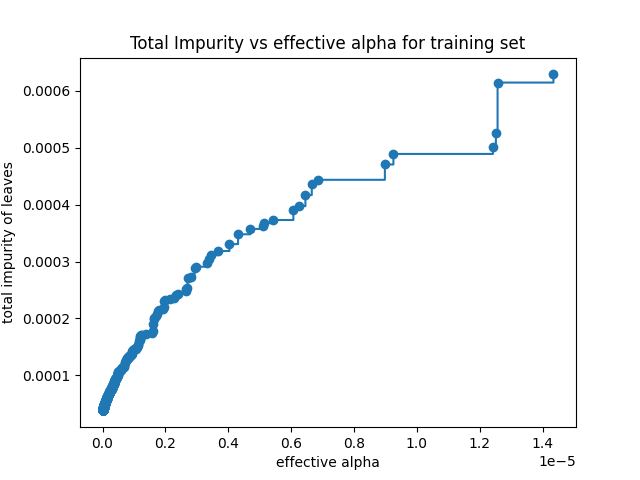 Total Impurity vs effective alpha for training set
total impurity of leaves
0.0006
0.0005
0.0004
0.0003
0.0002
0.0001
0.0 0.2 0.4 0.6 0.8 1.0 1.2 1.4
1e−5
effective alpha